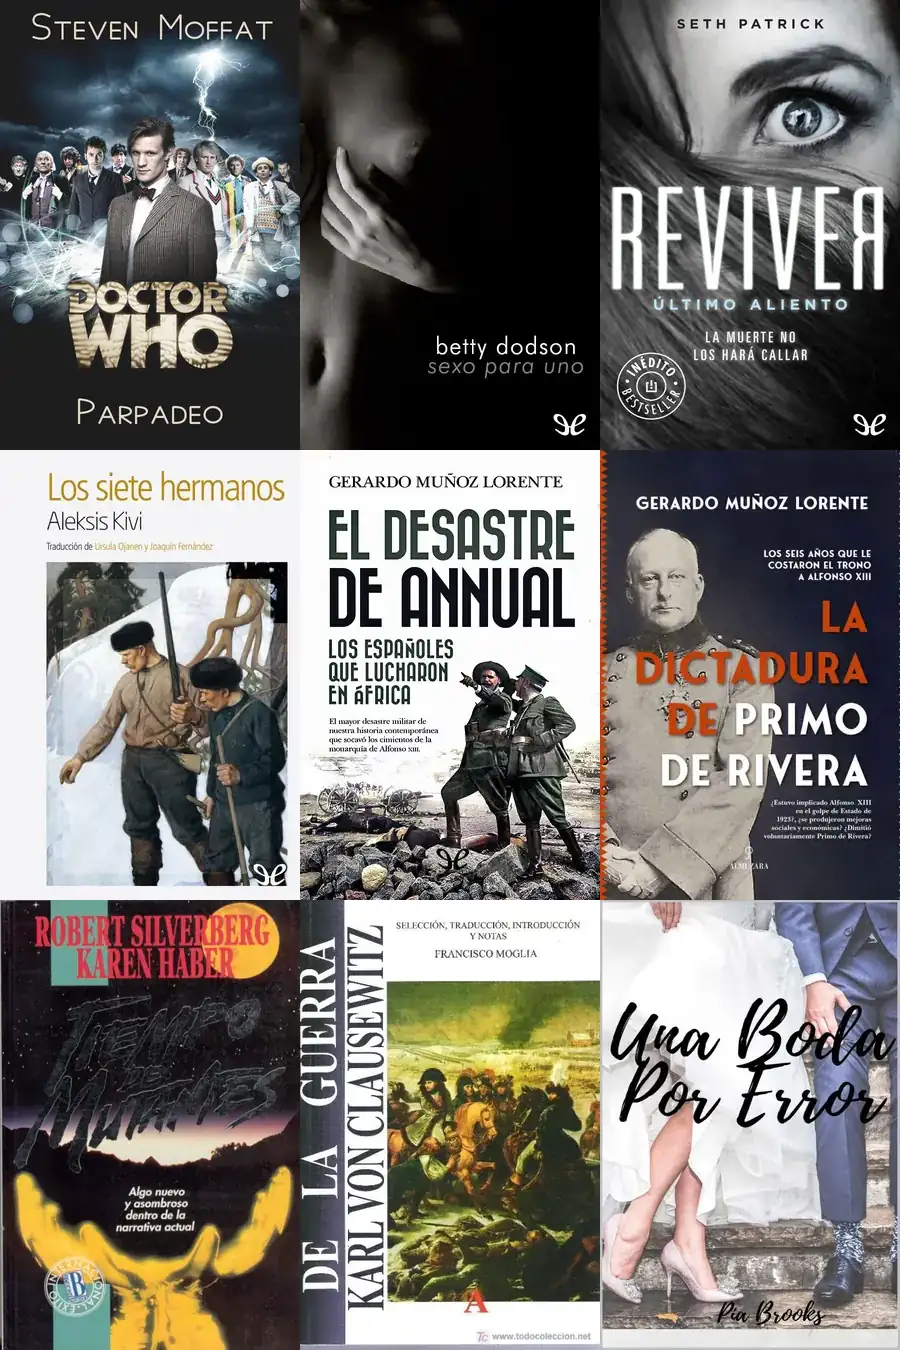 STEVEN MOFFAT
DOCTOR
WHO
PARPADEO
betty dodson
sexo para uno
SETH PATRICK
REVIVER
ÚLTIMO ALIENTO
LA MUERTE NO
LOS HARÁ CALLAR
INÉDITO
BESTSELLER
Los siete hermanos
Aleksis Kivi
Traducción de Ursula Ojanen y Joaquín Fernández
GERARDO MUÑOZ LORENTE
EL DESASTRE
DE ANNUAL
LOS ESPAÑOLES
QUE LUCHARON
EN ÁFRICA
El mayor desastre militar de
nuestra historia contemporánea
que socavó los cimientos de la
monarquía de Alfonso XIII.
GERARDO MUÑOZ LORENTE
LOS SEIS AÑOS QUE LE
COSTARON EL TRONO
A ALFONSO XIII
LA
DICTADURA
DE PRIMO
DE RIVERA
¿Estuvo implicado Alfonso XIII
en el golpe de Estado de
1923?, ¿se produjeron mejoras
sociales y económicas? ¿Dimitió
voluntariamente Primo de Rivera?
ALMUZARA
ROBERT SILVERBERG
KAREN HABER
TIEMPO
DE
MUTANTES
Algo nuevo
y asombroso
dentro de la
narrativa actual
INTERNACIONAL
ÉXITO
B
DE LA GUERRA
KARL VON CLAUSEWITZ
SELECCIÓN, TRADUCCIÓN, INTRODUCCIÓN
Y NOTAS
FRANCISCO MOGLIA
A
Tc www.todocoleccion.net
Una Boda
Por Error
Pia Brooks